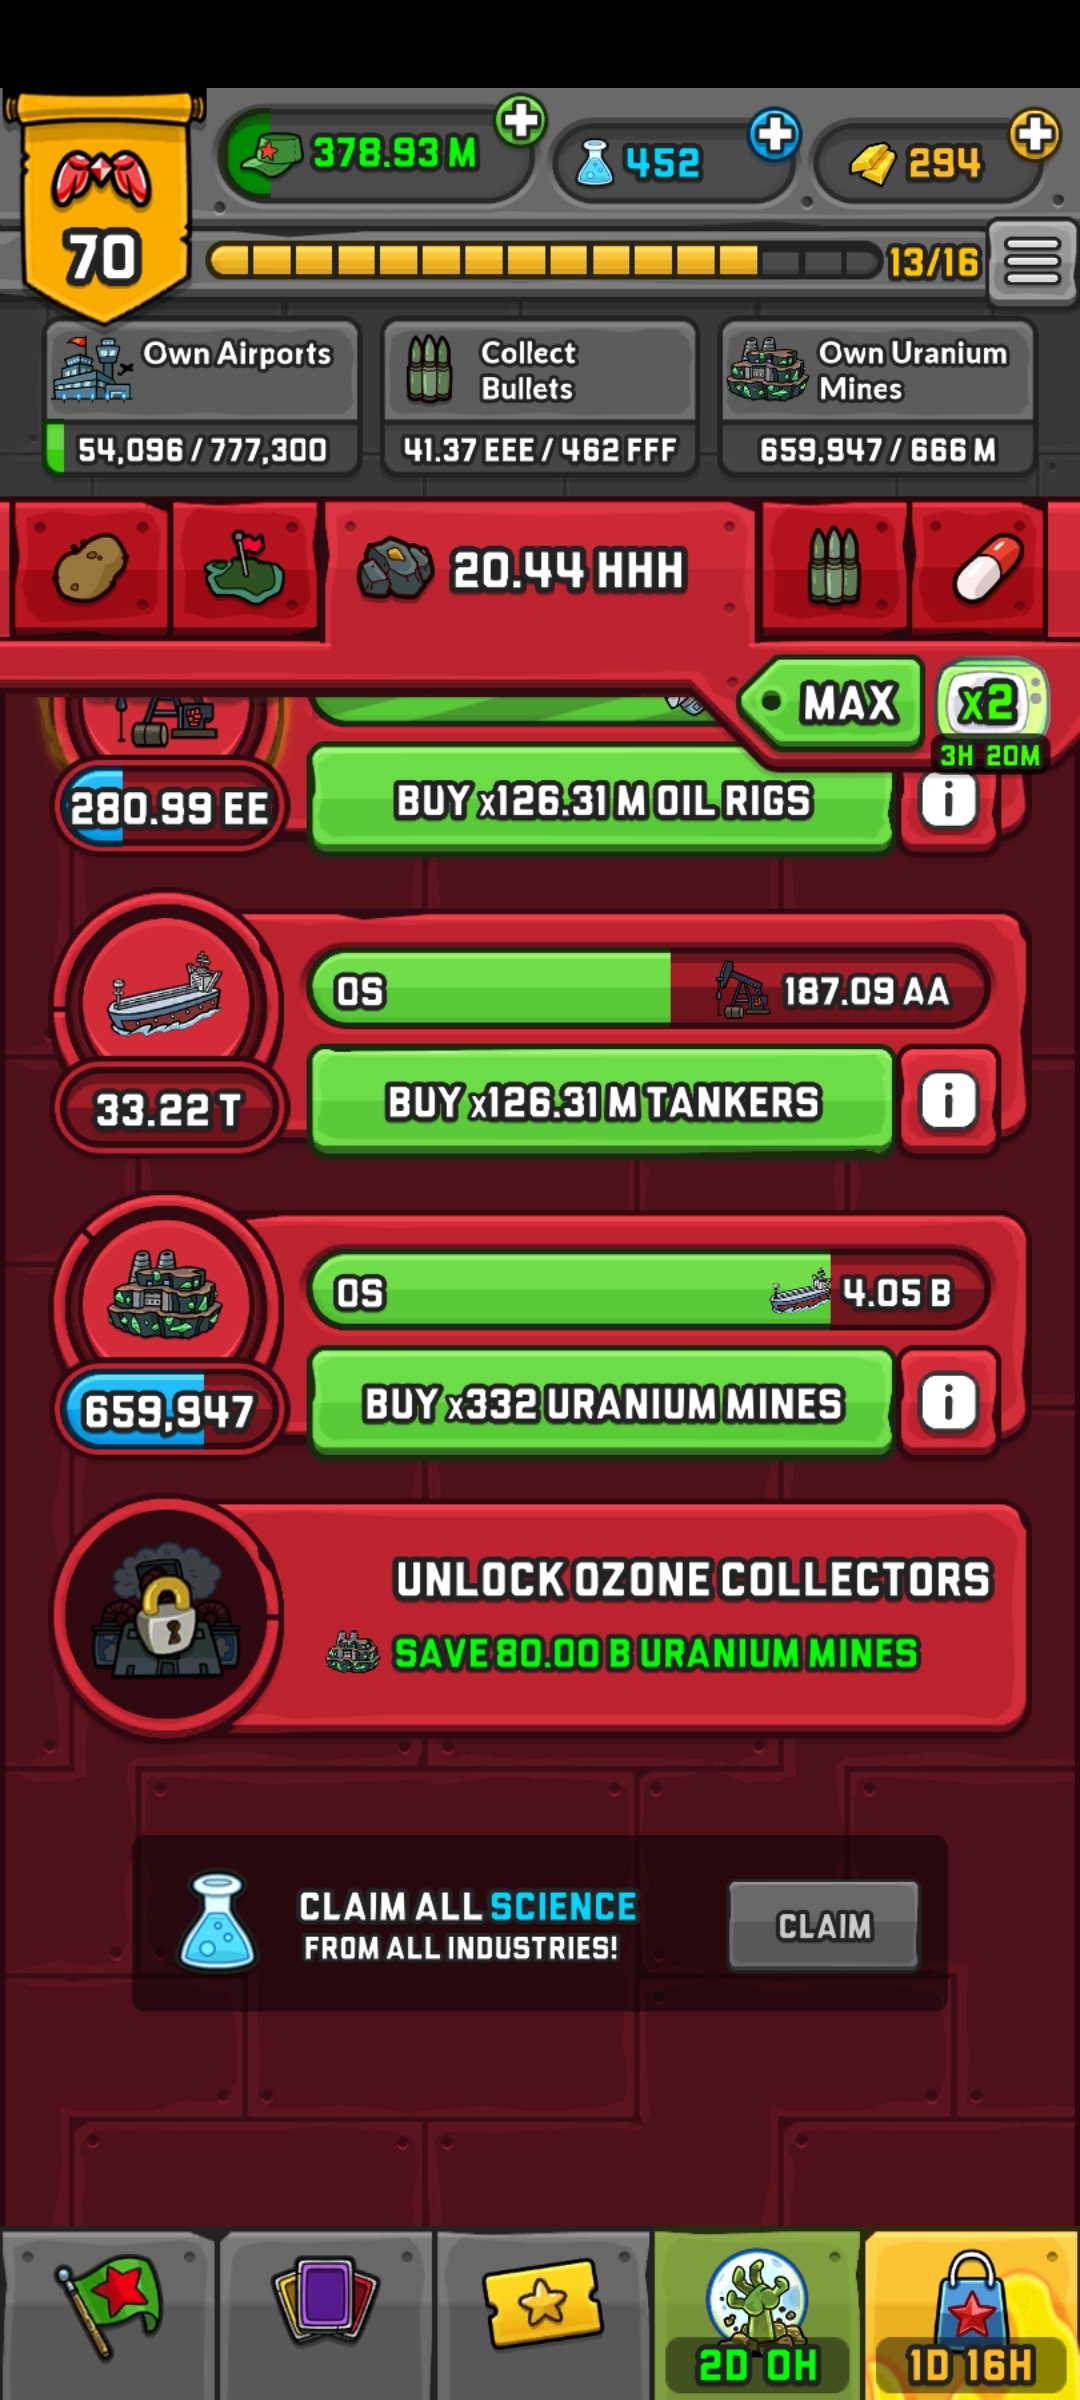 378.93 M
452
294
70
13/16
Own Airports
54,096 / 777,300
Collect
Bullets
41.37 EEE / 462 FFF
Own Uranium
Mines
659,947 / 666 M
20.44 HHH
MAX
x2
3H 20M
280.99 EE
BUY x126.31 M OIL RIGS
i
0S
187.09 AA
33.22 T
BUY x126.31 M TANKERS
i
0S
4.05 B
659,947
BUY x332 URANIUM MINES
i
UNLOCK OZONE COLLECTORS
SAVE 80.00 B URANIUM MINES
CLAIM ALL SCIENCE
FROM ALL INDUSTRIES!
CLAIM
2D 0H
1D 16H